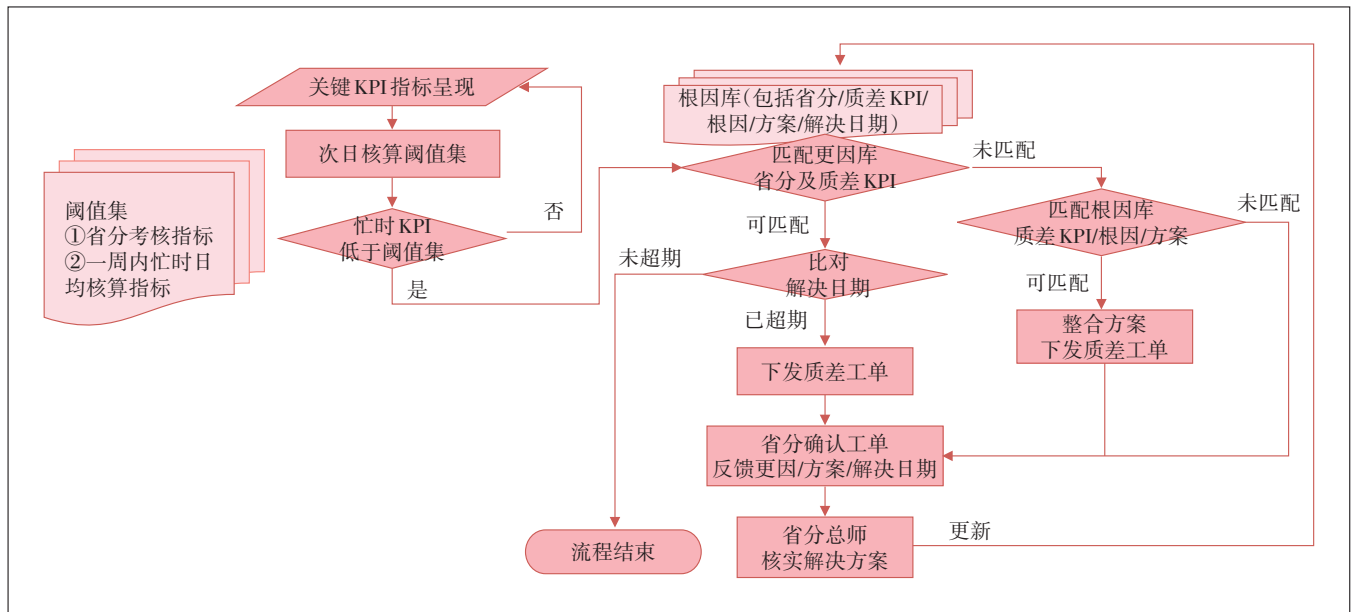 关键KPI指标呈现
次日核算阈值集
忙时KPI
低于阈值集
否
是
阈值集
①省分考核指标
②一周内忙时日
均核算指标
根因库(包括省分/质差KPI/
根因/方案/解决日期)
匹配更因库
省分及质差KPI
未匹配
可匹配
匹配根因库
质差KPI/根因/方案
未匹配
可匹配
整合方案
下发质差工单
比对
解决日期
未超期
已超期
下发质差工单
省分确认工单
反馈更因/方案/解决日期
省分总师
核实解决方案
更新
流程结束